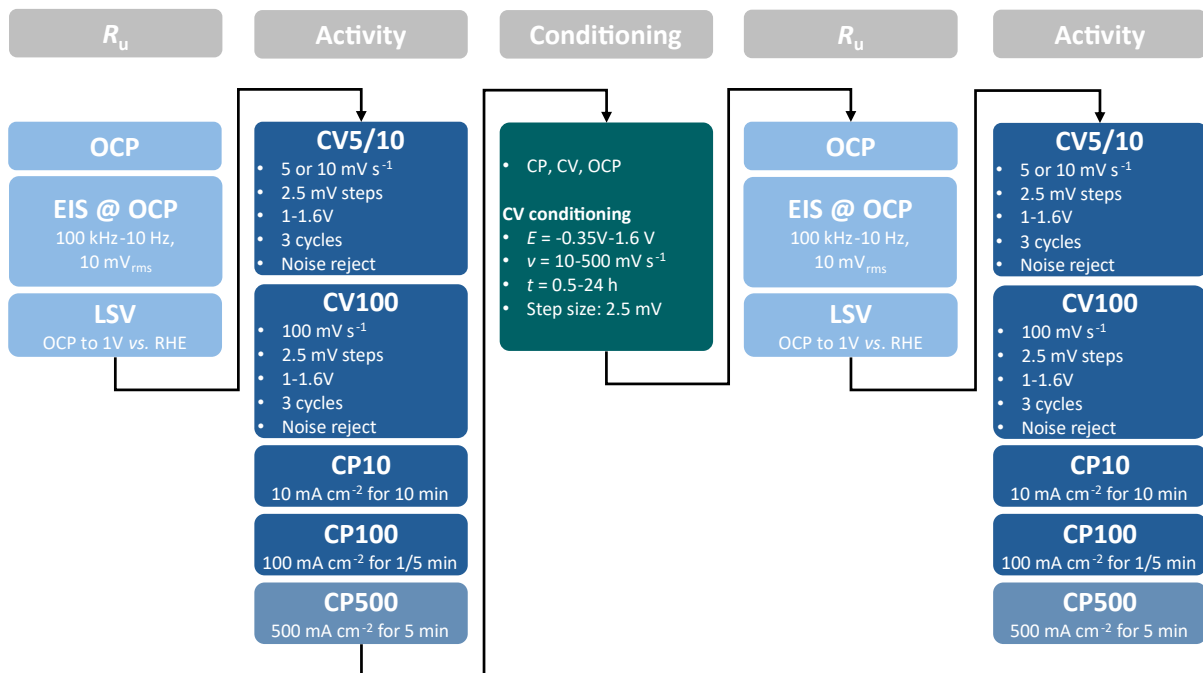 R_u
Activity
Conditioning
R_u
Activity
OCP
EIS @ OCP
100 kHz-10 Hz,
10 mV_rms
LSV
OCP to 1V vs. RHE
CV5/10
• 5 or 10 mV s⁻¹
• 2.5 mV steps
• 1-1.6V
• 3 cycles
• Noise reject
CV100
• 100 mV s⁻¹
• 2.5 mV steps
• 1-1.6V
• 3 cycles
• Noise reject
CP10
10 mA cm⁻² for 10 min
CP100
100 mA cm⁻² for 1/5 min
CP500
500 mA cm⁻² for 5 min
• CP, CV, OCP
CV conditioning
• E = -0.35V-1.6 V
• v = 10-500 mV s⁻¹
• t = 0.5-24 h
• Step size: 2.5 mV
OCP
EIS @ OCP
100 kHz-10 Hz,
10 mV_rms
LSV
OCP to 1V vs. RHE
CV5/10
• 5 or 10 mV s⁻¹
• 2.5 mV steps
• 1-1.6V
• 3 cycles
• Noise reject
CV100
• 100 mV s⁻¹
• 2.5 mV steps
• 1-1.6V
• 3 cycles
• Noise reject
CP10
10 mA cm⁻² for 10 min
CP100
100 mA cm⁻² for 1/5 min
CP500
500 mA cm⁻² for 5 min